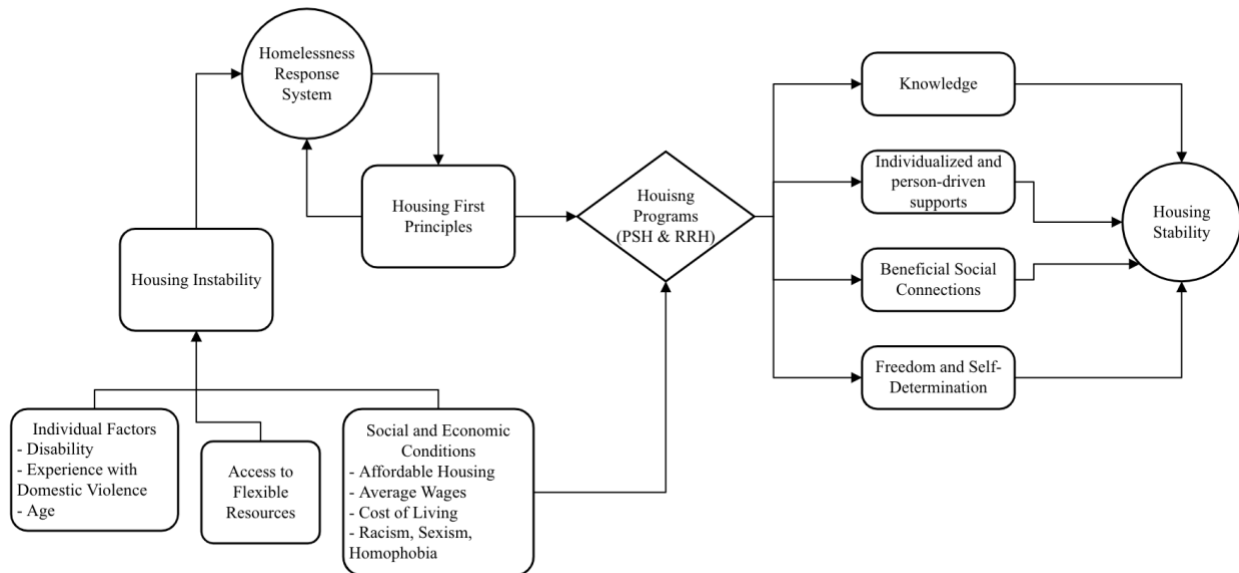 Homelessness
Response
System
Housing First
Principles
Housing Instability
Individual Factors
- Disability
- Experience with
Domestic Violence
- Age
Access to
Flexible
Resources
Social and Economic
Conditions
- Affordable Housing
- Average Wages
- Cost of Living
- Racism, Sexism,
Homophobia
Houisng
Programs
(PSH & RRH)
Knowledge
Individualized and
person-driven
supports
Beneficial Social
Connections
Freedom and Self-
Determination
Housing
Stability